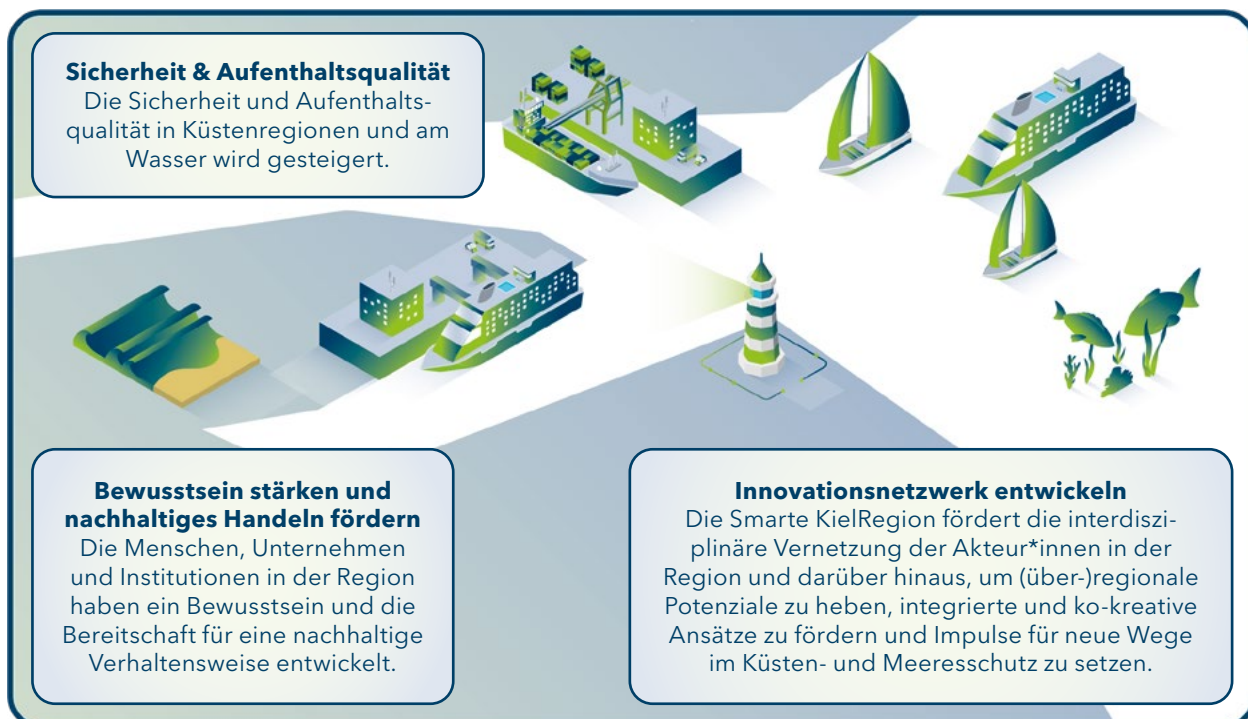 Sicherheit & Aufenthaltsqualität
Die Sicherheit und Aufenthalts-
qualität in Küstenregionen und am
Wasser wird gesteigert.
Bewusstsein stärken und
nachhaltiges Handeln fördern
Die Menschen, Unternehmen
und Institutionen in der Region
haben ein Bewusstsein und die
Bereitschaft für eine nachhaltige
Verhaltensweise entwickelt.
Innovationsnetzwerk entwickeln
Die Smarte KielRegion fördert die interdiszi-
plinäre Vernetzung der Akteur*innen in der
Region und darüber hinaus, um (über-)regionale
Potenziale zu heben, integrierte und ko-kreative
Ansätze zu fördern und Impulse für neue Wege
im Küsten- und Meeresschutz zu setzen.